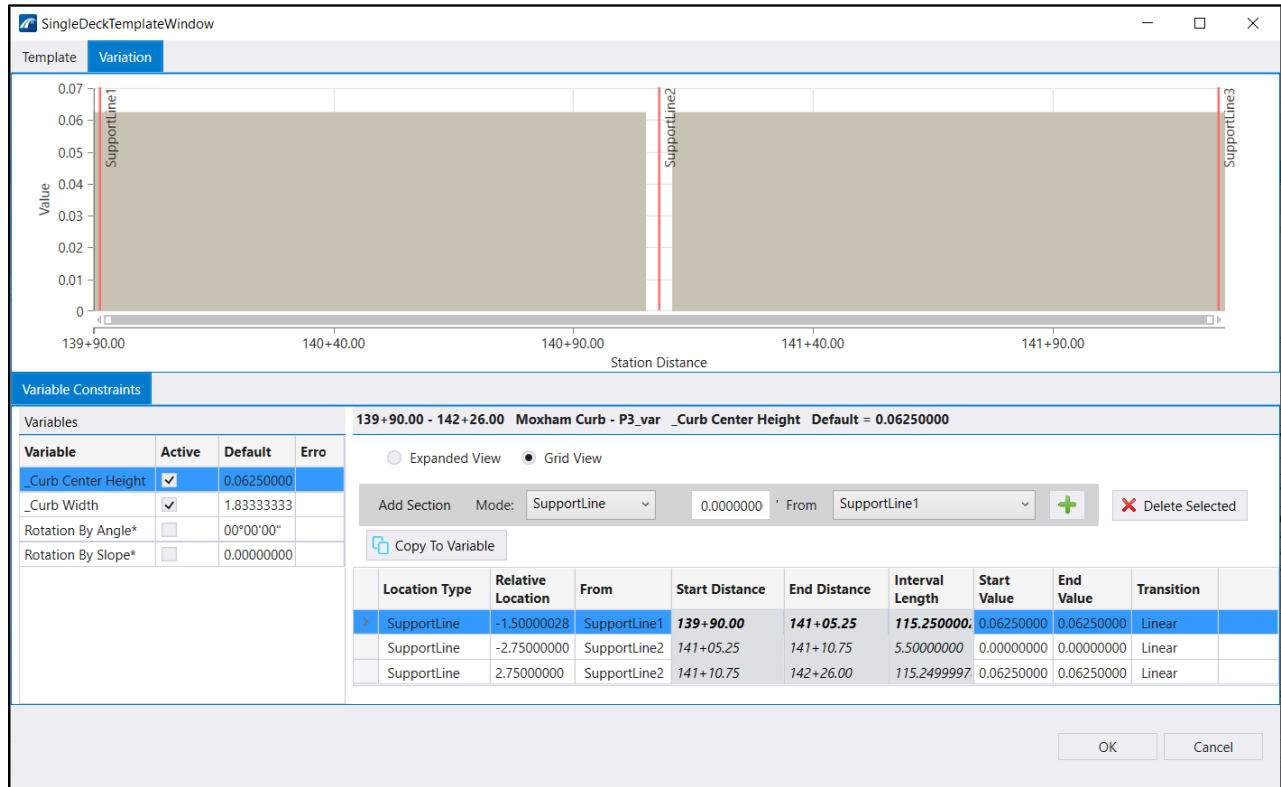 SingleDeckTemplateWindow
Template Variation
0.07
0.06
0.05
0.04
0.03
0.02
0.01
0
Value
SupportLine1
SupportLine2
SupportLine3
139+90.00 140+40.00 140+90.00 141+40.00 141+90.00
Station Distance
Variable Constraints
Variables
Variable Active Default Erro
_Curb Center Height 0.06250000
_Curb Width 1.83333333
Rotation By Angle* 00°00'00"
Rotation By Slope* 0.00000000
139+90.00 - 142+26.00 Moxham Curb - P3_var _Curb Center Height Default = 0.06250000
Expanded View Grid View
Add Section Mode: SupportLine 0.0000000 ' From SupportLine1 Delete Selected
Copy To Variable
Location Type Relative Location From Start Distance End Distance Interval Length Start Value End Value Transition
SupportLine -1.50000028 SupportLine1 139+90.00 141+05.25 115.250000 0.06250000 0.06250000 Linear
SupportLine -2.75000000 SupportLine2 141+05.25 141+10.75 5.50000000 0.00000000 0.00000000 Linear
SupportLine 2.75000000 SupportLine2 141+10.75 142+26.00 115.2499997 0.06250000 0.06250000 Linear
OK Cancel